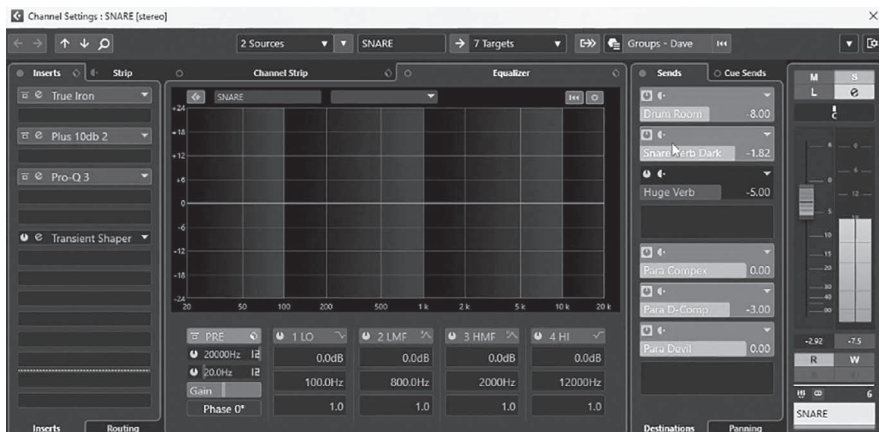 Channel Settings : SNARE [stereo]
2 Sources
SNARE
7 Targets
Groups - Dave
Inserts
Strip
Channel Strip
Equalizer
Sends
Cue Sends
M
S
L
e
True Iron
Plus 10db 2
Pro-Q 3
Transient Shaper
SNARE
+24
+18
+12
+6
0
-6
-12
-18
-24
20
50
100
200
500
1 k
2 k
5 k
10 k
20 k
PRE
1 LO
2 LMF
3 HMF
4 HI
20000Hz
0.0dB
0.0dB
0.0dB
0.0dB
20.0Hz
100.0Hz
800.0Hz
2000Hz
12000Hz
Gain
Phase 0°
1.0
1.0
1.0
1.0
Drum Room
-8.00
Snare Verb Dark
-1.82
Huge Verb
-5.00
Para Compex
0.00
Para D-Comp
-3.00
Para Devil
0.00
C
-2.92
-7.5
R
W
6
SNARE
Inserts
Routing
Destinations
Panning